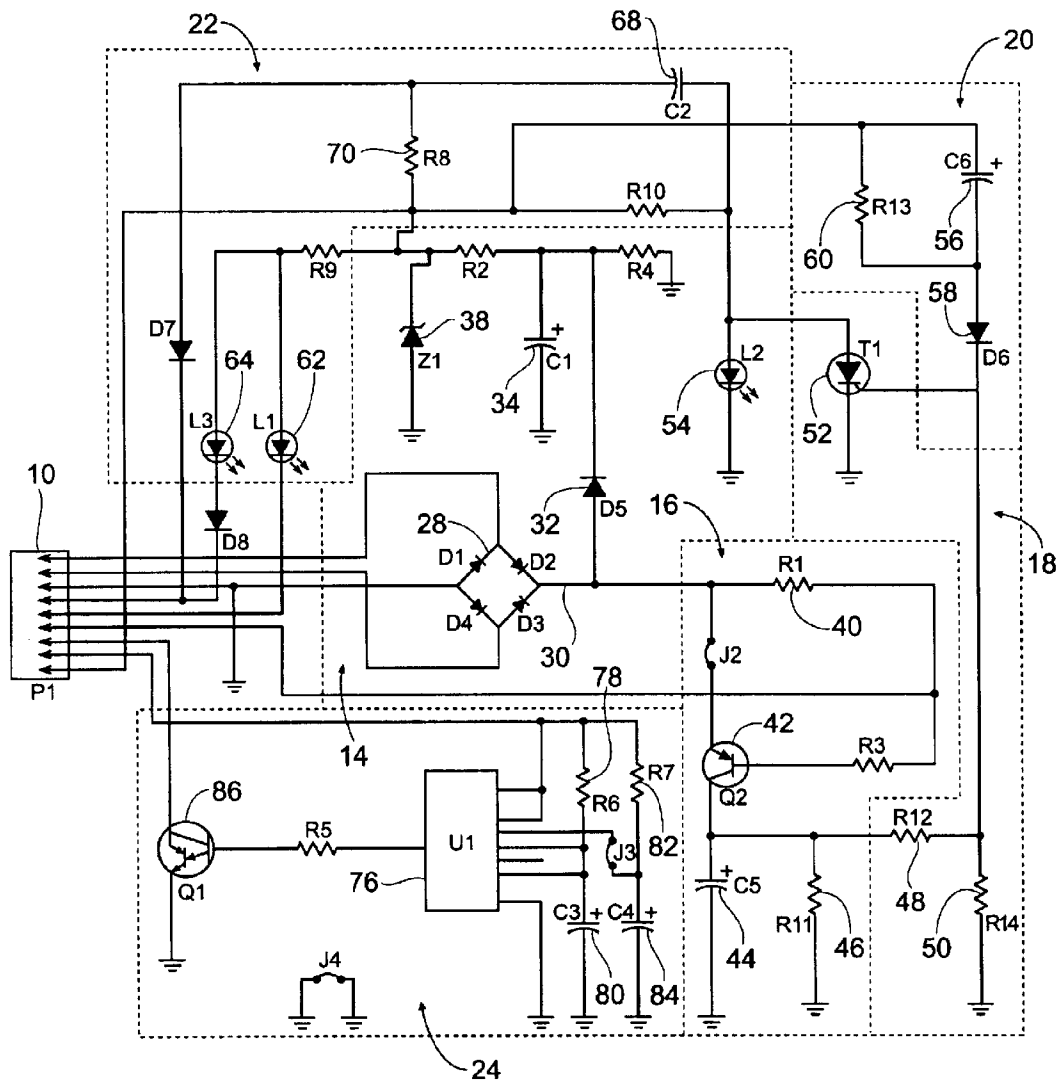 68
22
20
C2
C6 +
70
R8
R10
R13
60
56
R9
R2
R4
58
D7
38
T1
L2
D6
64
62
Z1
+
C1
34
54
52
L3
L1
10
32
D5
16
D8
28
D1
D2
R1
18
D4
D3
30
40
J2
P1
14
78
42
R3
86
R6
R7
Q2
R5
R12
U1
J3
82
Q1
76
+
C5
48
C3 +
C4 +
R11
46
R14
50
44
J4
80
84
24